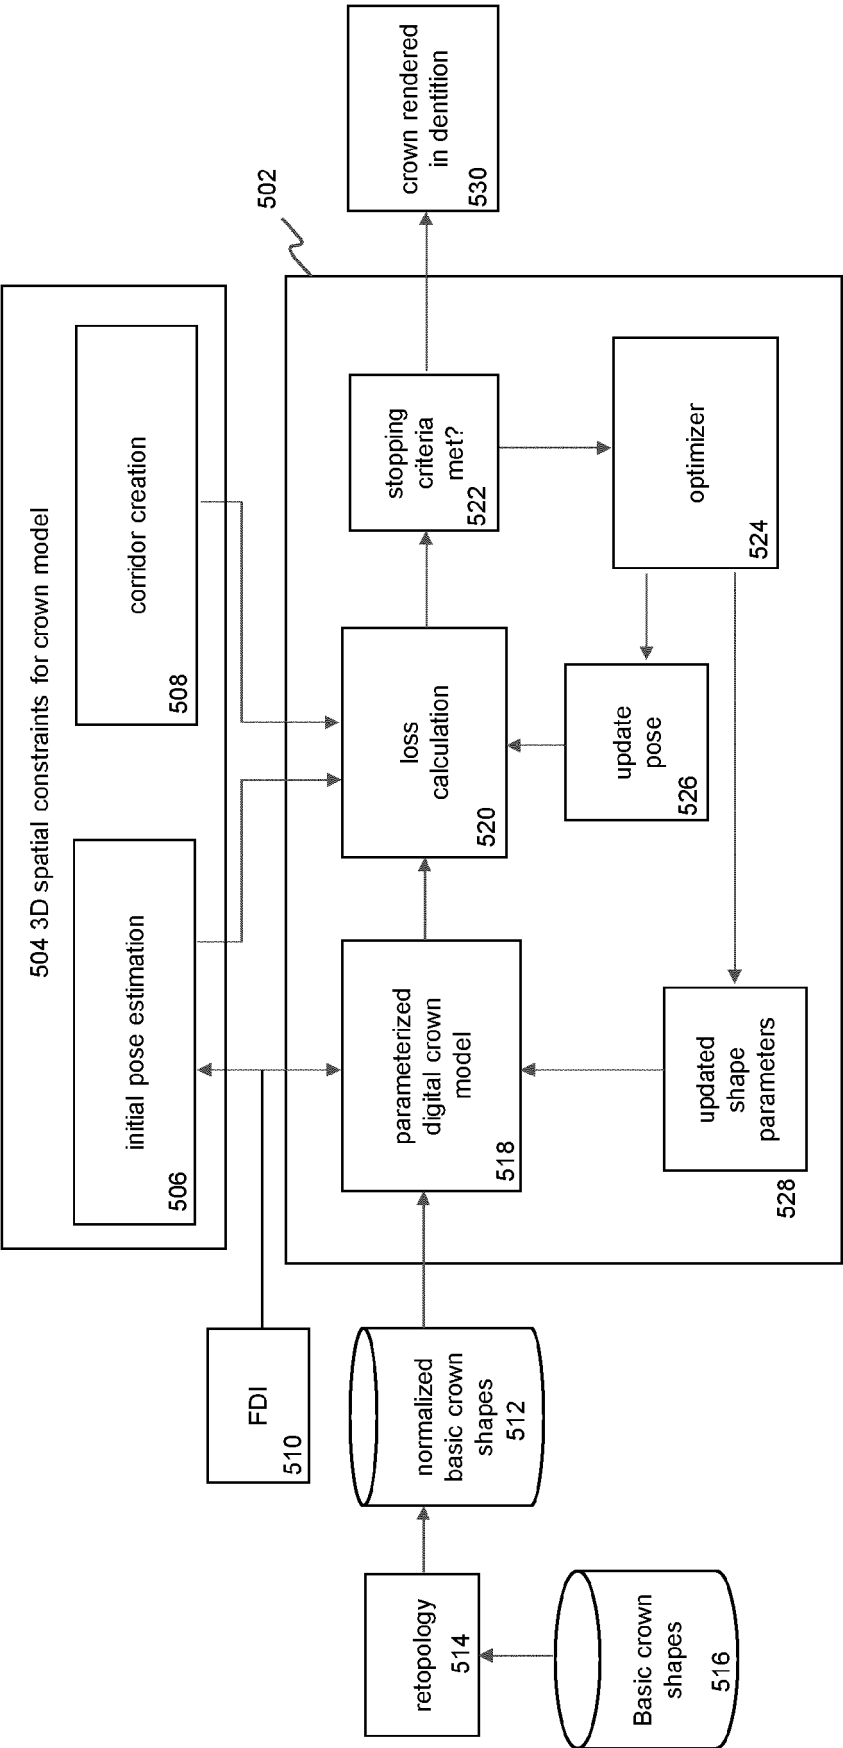 504 3D spatial constraints for crown model
initial pose estimation
506
corridor creation
508
502
FDI
510
Basic crown
shapes
516
retopology
514
normalized
basic crown
shapes
512
parameterized
digital crown
model
518
loss
calculation
520
stopping
criteria
met?
522
crown rendered
in dentition
530
optimizer
524
update
pose
526
updated
shape
parameters
528